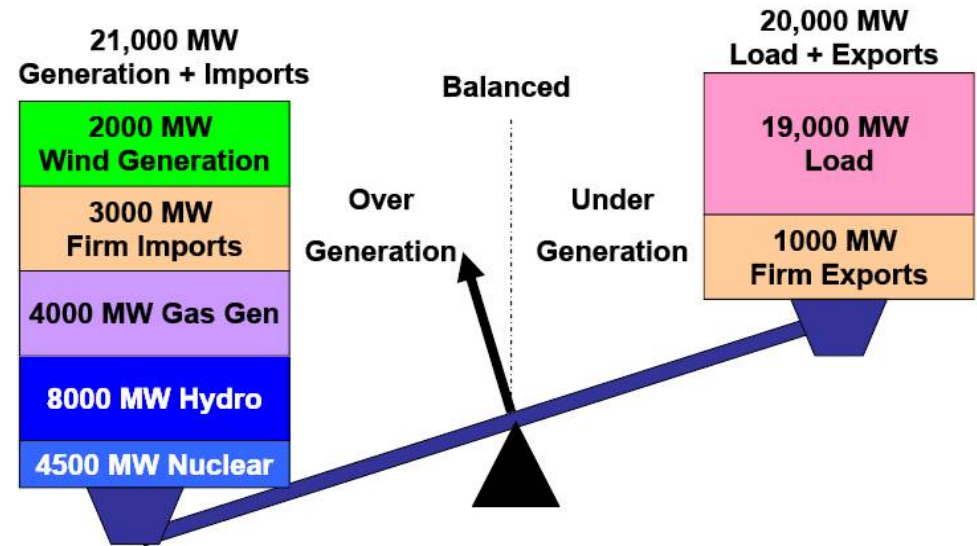 21,000 MW
Generation + Imports
2000 MW
Wind Generation
3000 MW
Firm Imports
4000 MW Gas Gen
8000 MW Hydro
4500 MW Nuclear
Balanced
Over
Generation
Under
Generation
20,000 MW
Load + Exports
19,000 MW
Load
1000 MW
Firm Exports